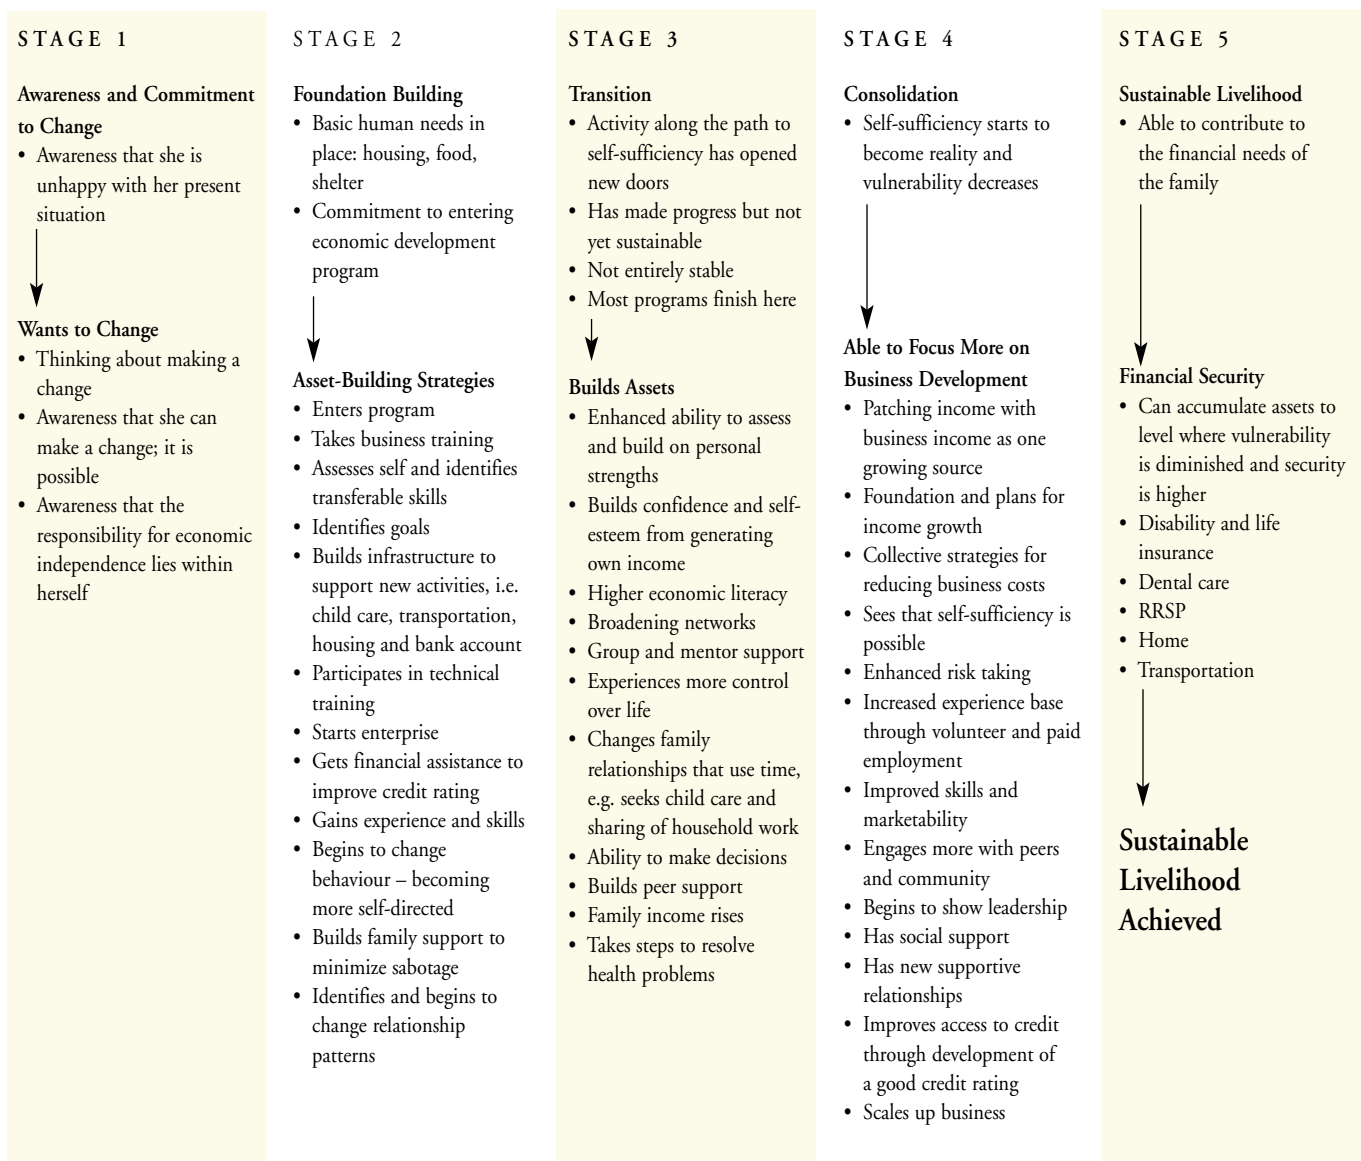 STAGE 1
Awareness and Commitment
to Change
• Awareness that she is
unhappy with her present
situation
Wants to Change
• Thinking about making a
change
• Awareness that she can
make a change; it is
possible
• Awareness that the
responsibility for economic
independence lies within
herself
STAGE 2
Foundation Building
• Basic human needs in
place: housing, food,
shelter
• Commitment to entering
economic development
program
Asset-Building Strategies
• Enters program
• Takes business training
• Assesses self and identifies
transferable skills
• Identifies goals
• Builds infrastructure to
support new activities, i.e.
child care, transportation,
housing and bank account
• Participates in technical
training
• Starts enterprise
• Gets financial assistance to
improve credit rating
• Gains experience and skills
• Begins to change
behaviour – becoming
more self-directed
• Builds family support to
minimize sabotage
• Identifies and begins to
change relationship
patterns
STAGE 3
Transition
• Activity along the path to
self-sufficiency has opened
new doors
• Has made progress but not
yet sustainable
• Not entirely stable
• Most programs finish here
Builds Assets
• Enhanced ability to assess
and build on personal
strengths
• Builds confidence and self-
esteem from generating
own income
• Higher economic literacy
• Broadening networks
• Group and mentor support
• Experiences more control
over life
• Changes family
relationships that use time,
e.g. seeks child care and
sharing of household work
• Ability to make decisions
• Builds peer support
• Family income rises
• Takes steps to resolve
health problems
STAGE 4
Consolidation
• Self-sufficiency starts to
become reality and
vulnerability decreases
Able to Focus More on
Business Development
• Patching income with
business income as one
growing source
• Foundation and plans for
income growth
• Collective strategies for
reducing business costs
• Sees that self-sufficiency is
possible
• Enhanced risk taking
• Increased experience base
through volunteer and paid
employment
• Improved skills and
marketability
• Engages more with peers
and community
• Begins to show leadership
• Has social support
• Has new supportive
relationships
• Improves access to credit
through development of
a good credit rating
• Scales up business
STAGE 5
Sustainable Livelihood
• Able to contribute to
the financial needs of
the family
Financial Security
• Can accumulate assets to
level where vulnerability
is diminished and security
is higher
• Disability and life
insurance
• Dental care
• RRSP
• Home
• Transportation
Sustainable
Livelihood
Achieved